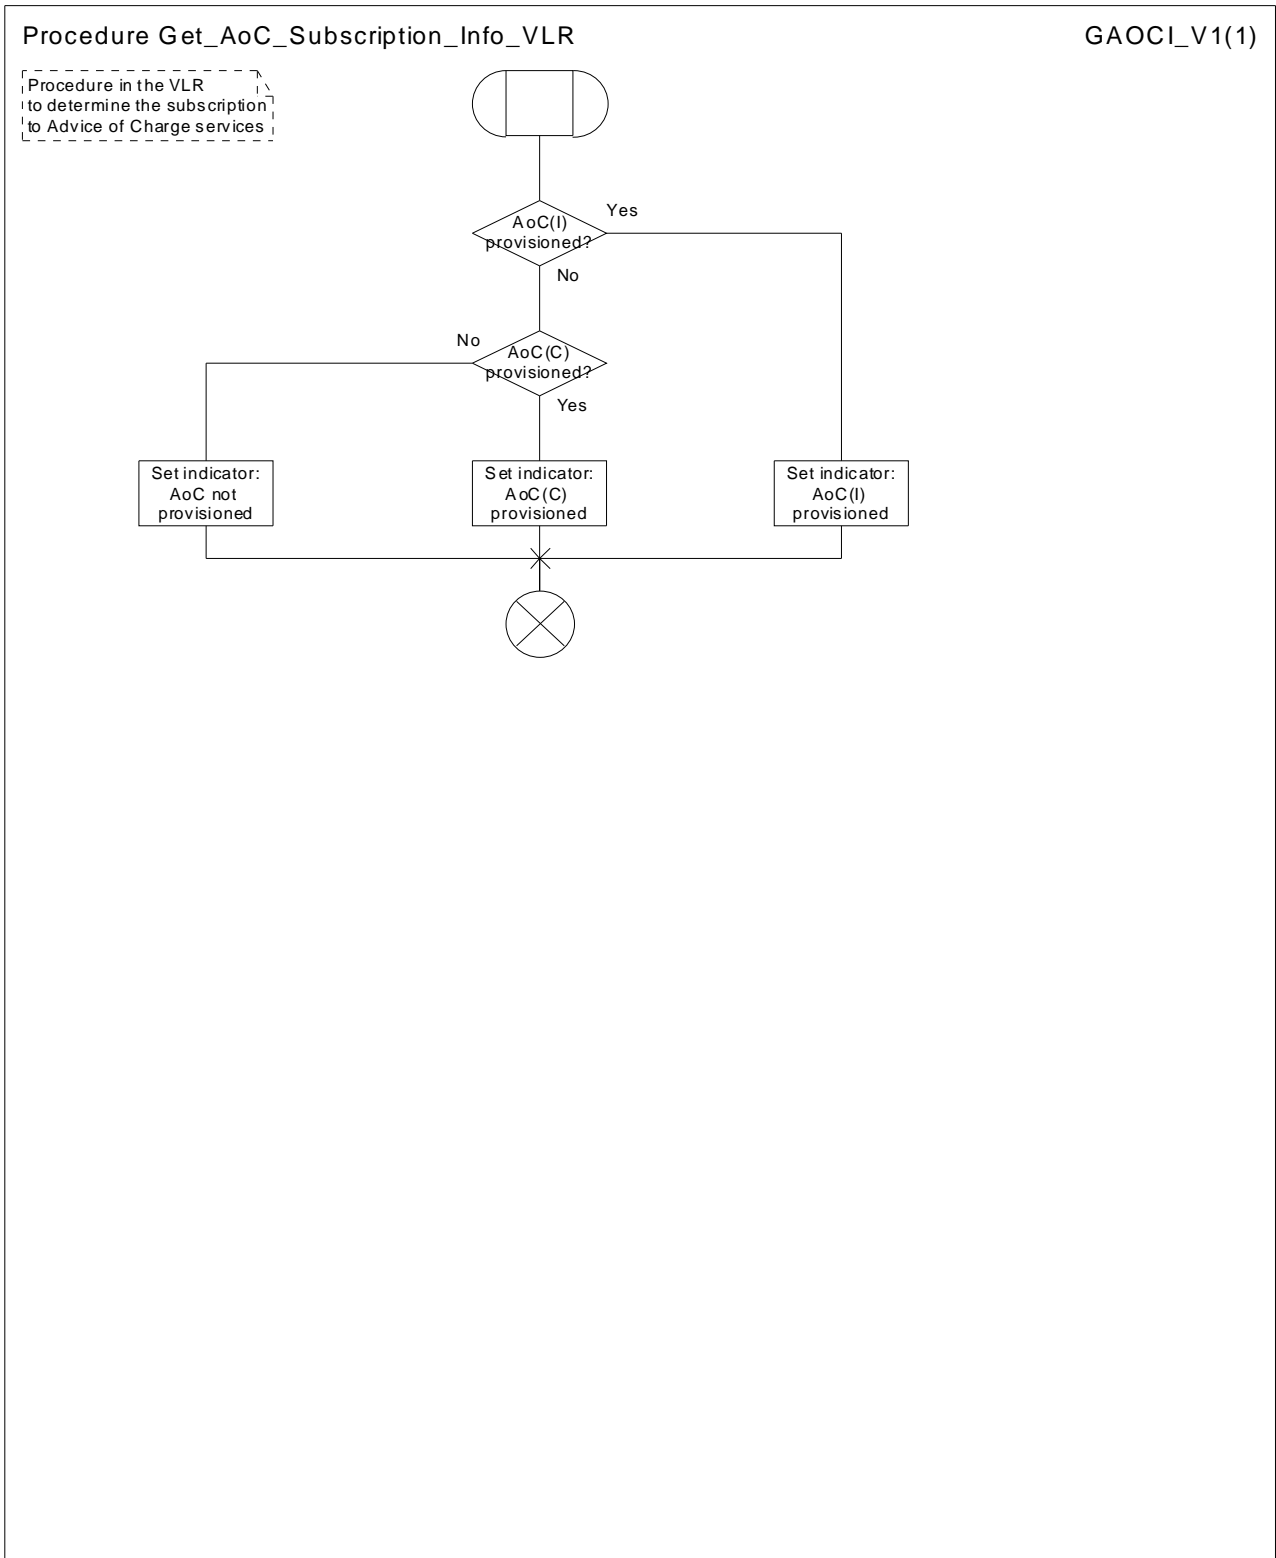 Procedure Get_AoC_Subscription_Info_VLR
GAOCI_V1(1)
Procedure in the VLR
to determine the subscription
to Advice of Charge services
AoC(I)
provisioned?
Yes
No
No
AoC(C)
provisioned?
Yes
Set indicator:
AoC not
provisioned
Set indicator:
AoC(C)
provisioned
Set indicator:
AoC(I)
provisioned